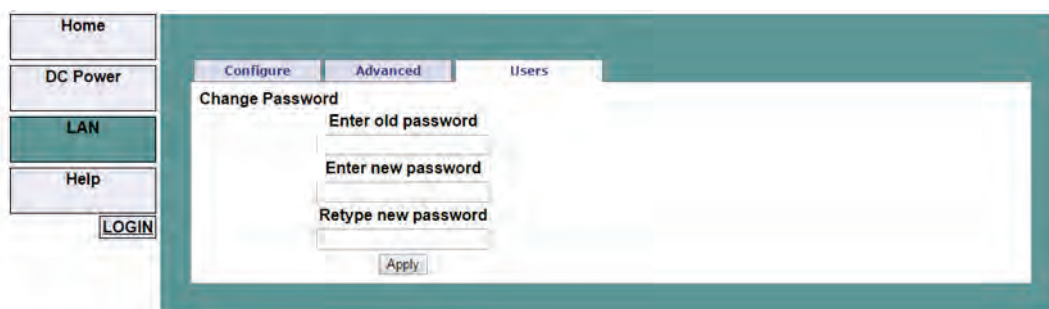 Home
DC Power
LAN
Help
LOGIN
Configure
Advanced
Users
Change Password
Enter old password
Enter new password
Retype new password
Apply